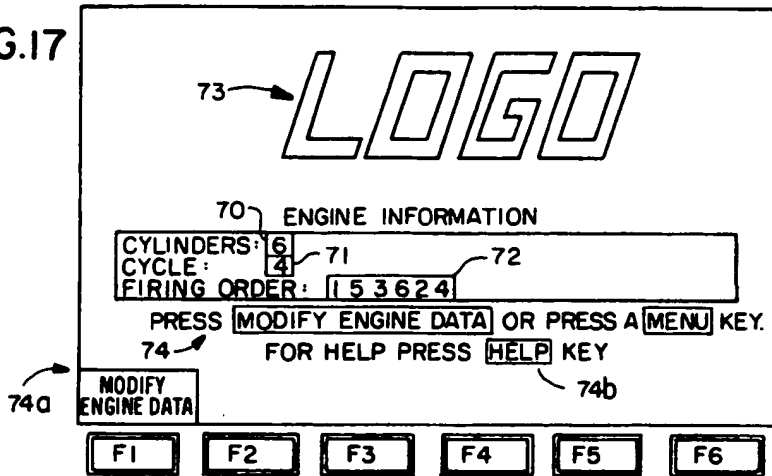 G.17
LOGO
73
70
ENGINE INFORMATION
CYLINDERS: 6
71
72
CYCLE: 4
FIRING ORDER: 153624
PRESS MODIFY ENGINE DATA OR PRESS A MENU KEY.
74
FOR HELP PRESS HELP KEY
74a
MODIFY
ENGINE DATA
74b
F1 F2 F3 F4 F5 F6